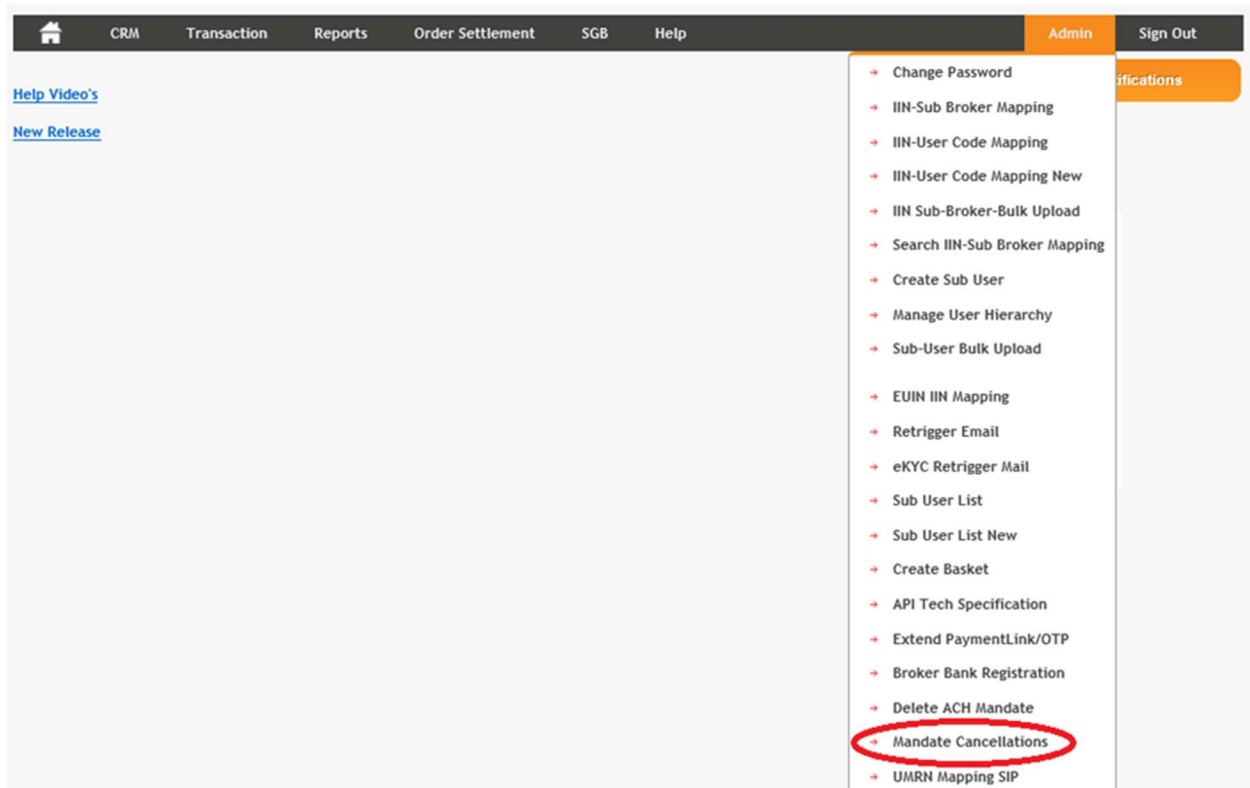 CRM Transaction Reports Order Settlement SGB Help Admin Sign Out
Help Video's
New Release
Change Password
IIN-Sub Broker Mapping
IIN-User Code Mapping
IIN-User Code Mapping New
IIN Sub-Broker-Bulk Upload
Search IIN-Sub Broker Mapping
Create Sub User
Manage User Hierarchy
Sub-User Bulk Upload
EUIN IIN Mapping
Retrigger Email
eKYC Retrigger Mail
Sub User List
Sub User List New
Create Basket
API Tech Specification
Extend PaymentLink/OTP
Broker Bank Registration
Delete ACH Mandate
Mandate Cancellations
UMRN Mapping SIP